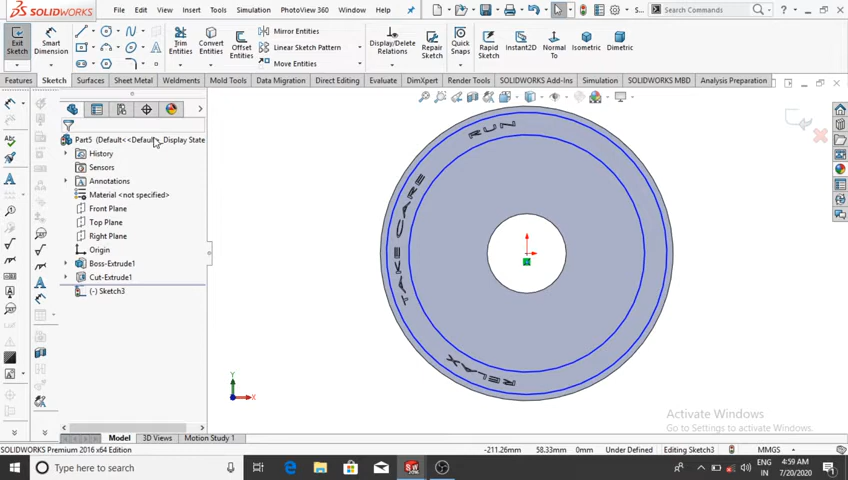 SOLIDWORKS
File Edit View Insert Tools Simulation PhotoView 360 Window Help
Search Commands
Exit Sketch
Smart Dimension
Trim Entities
Convert Entities
Offset Entities
Mirror Entities
Linear Sketch Pattern
Move Entities
Display/Delete Relations
Repair Sketch
Quick Snaps
Rapid Sketch
Instant2D
Normal To
Isometric
Dimetric
Features Sketch Surfaces Sheet Metal Weldments Mold Tools Data Migration Direct Editing Evaluate DimXpert Render Tools SOLIDWORKS Add-Ins Simulation SOLIDWORKS MBD Analysis Preparation
Part5 (Default<<Default>_Display State
History
Sensors
Annotations
Material <not specified>
Front Plane
Top Plane
Right Plane
Origin
Boss-Extrude1
Cut-Extrude1
(-) Sketch3
RUN
TAKE CARE
RELAX
Y
X
Activate Windows
Go to Settings to activate Windows.
Model 3D Views Motion Study 1
SOLIDWORKS Premium 2016 x64 Edition
-211.26mm 58.33mm 0mm Under Defined Editing Sketch3 MMGS
Type here to search
ENG
IN
4:59 AM
7/20/2020